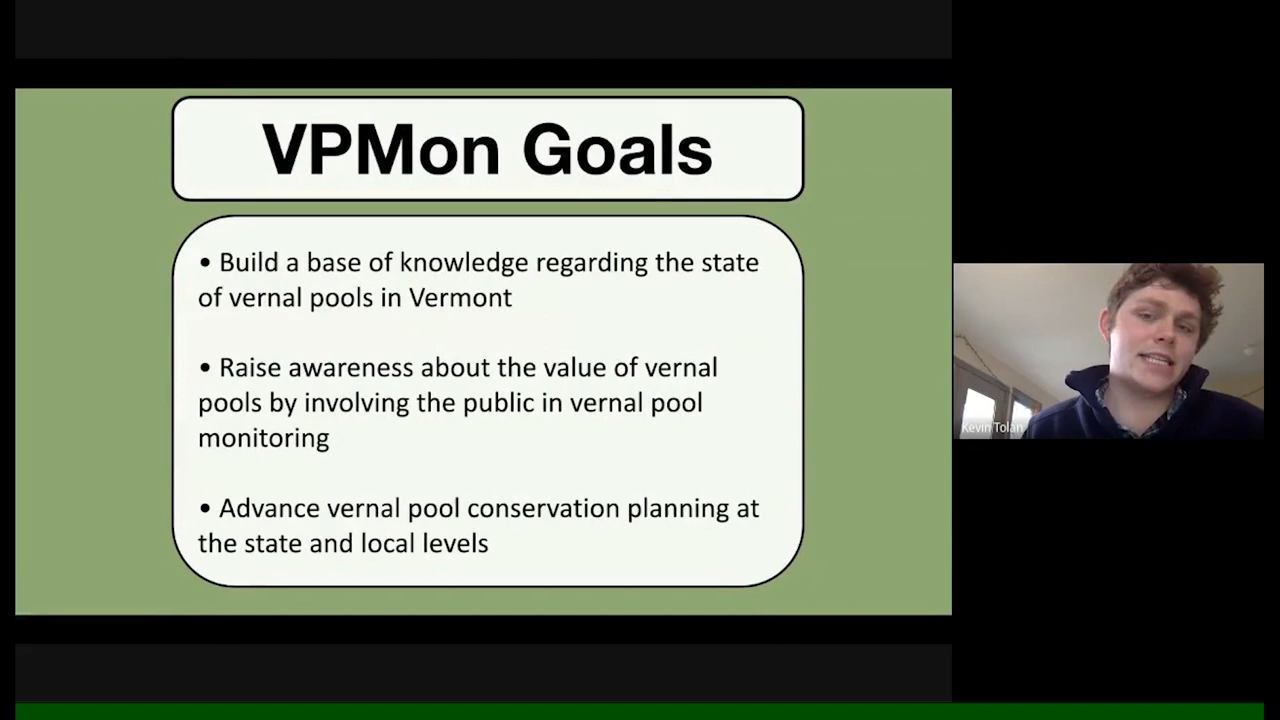 VPMon Goals
• Build a base of knowledge regarding the state
of vernal pools in Vermont
• Raise awareness about the value of vernal
pools by involving the public in vernal pool
monitoring
• Advance vernal pool conservation planning at
the state and local levels
Kevin Tolan